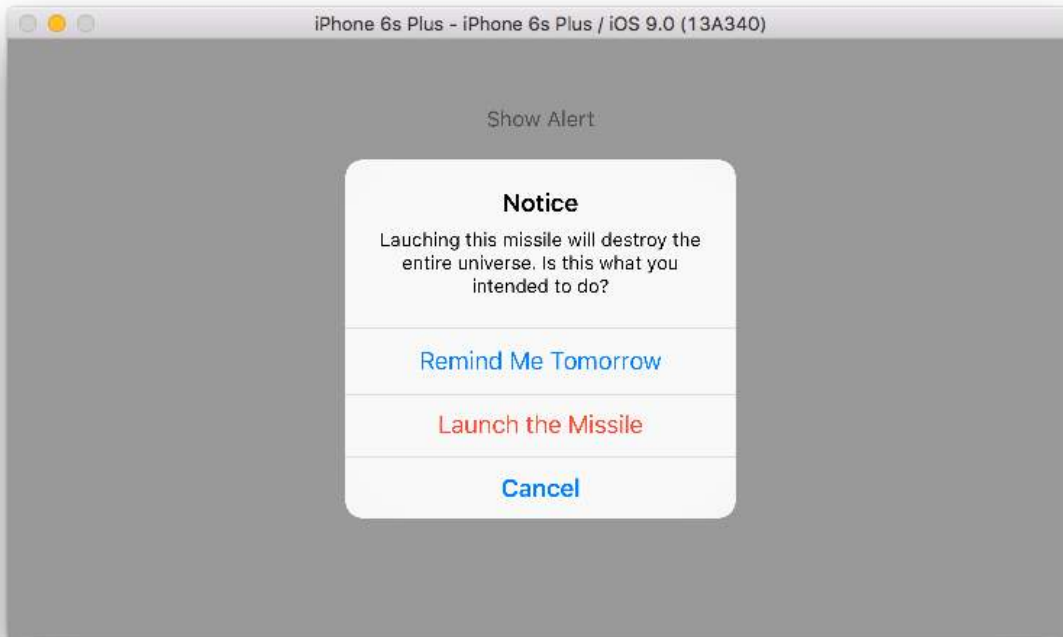 iPhone 6s Plus - iPhone 6s Plus / iOS 9.0 (13A340)
Show Alert
Notice
Lauching this missile will destroy the
entire universe. Is this what you
intended to do?
Remind Me Tomorrow
Launch the Missile
Cancel